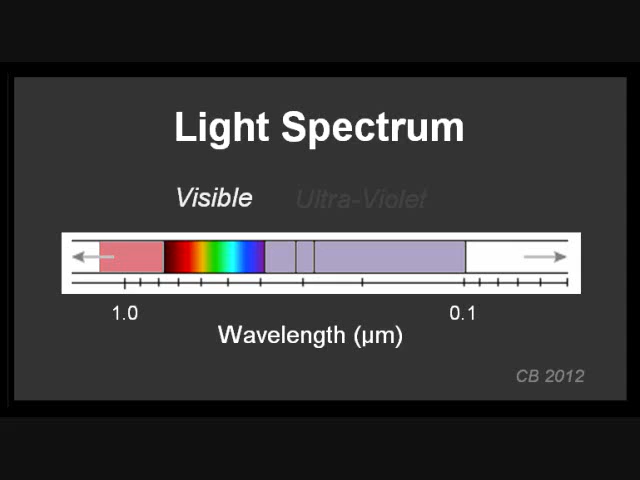 Light Spectrum
Visible Ultra-Violet
1.0 0.1
Wavelength (µm)
CB 2012